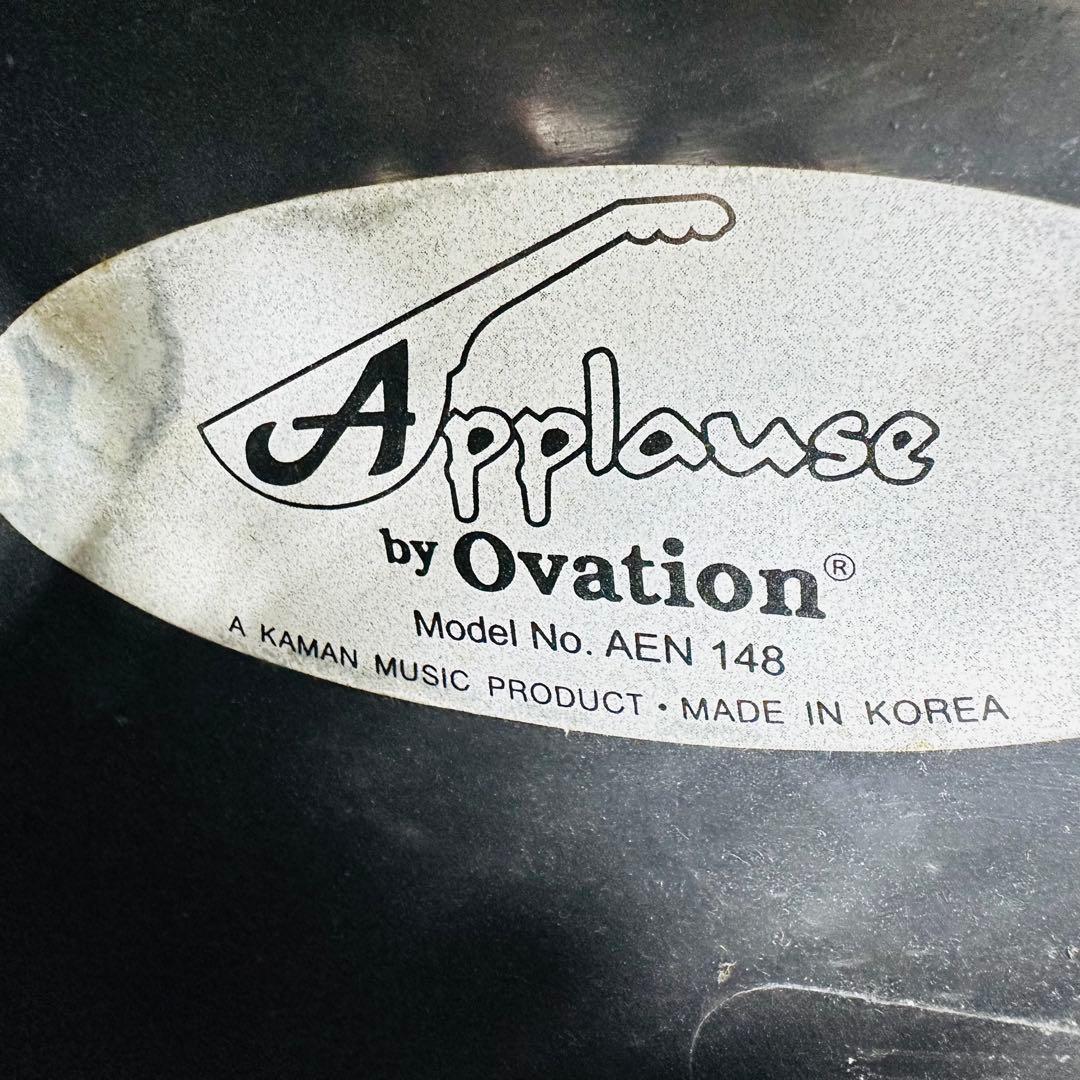 Applause
by Ovation®
Model No. AEN 148
A KAMAN MUSIC PRODUCT • MADE IN KOREA